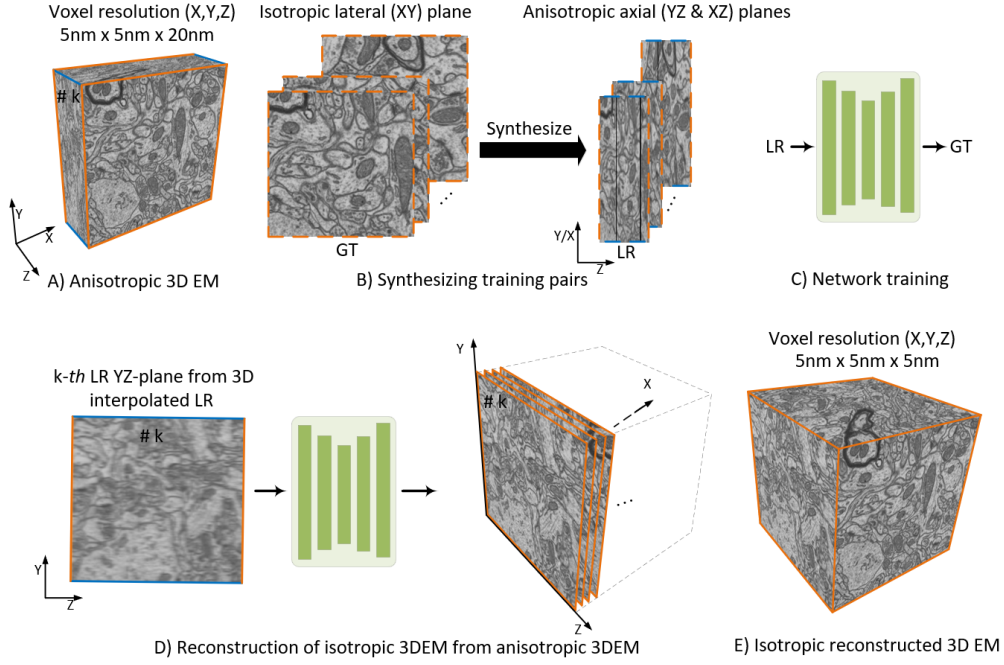 Voxel resolution (X,Y,Z)
5nm x 5nm x 20nm
# k
Y
X
Z
A) Anisotropic 3D EM
Isotropic lateral (XY) plane
...
GT
Synthesize
Anisotropic axial (YZ & XZ) planes
...
Y/X
Z
LR
B) Synthesizing training pairs
LR
GT
C) Network training
k-th LR YZ-plane from 3D
interpolated LR
# k
Y
Z
Y
# k
X
...
Z
D) Reconstruction of isotropic 3DEM from anisotropic 3DEM
Voxel resolution (X,Y,Z)
5nm x 5nm x 5nm
E) Isotropic reconstructed 3D EM